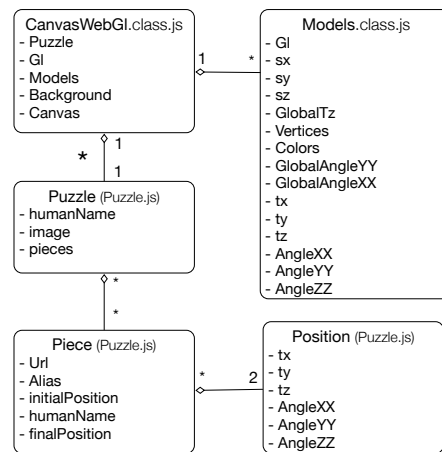 CanvasWebGl.class.js
- Puzzle
- Gl
- Models
- Background
- Canvas
1
*
Models.class.js
- Gl
- sx
- sy
- sz
- GlobalTz
- Vertices
- Colors
- GlobalAngleYY
- GlobalAngleXX
- tx
- ty
- tz
- AngleXX
- AngleYY
- AngleZZ
1
*
1
Puzzle (Puzzle.js)
- humanName
- image
- pieces
*
*
Piece (Puzzle.js)
- Url
- Alias
- initialPosition
- humanName
- finalPosition
*
2
Position (Puzzle.js)
- tx
- ty
- tz
- AngleXX
- AngleYY
- AngleZZ